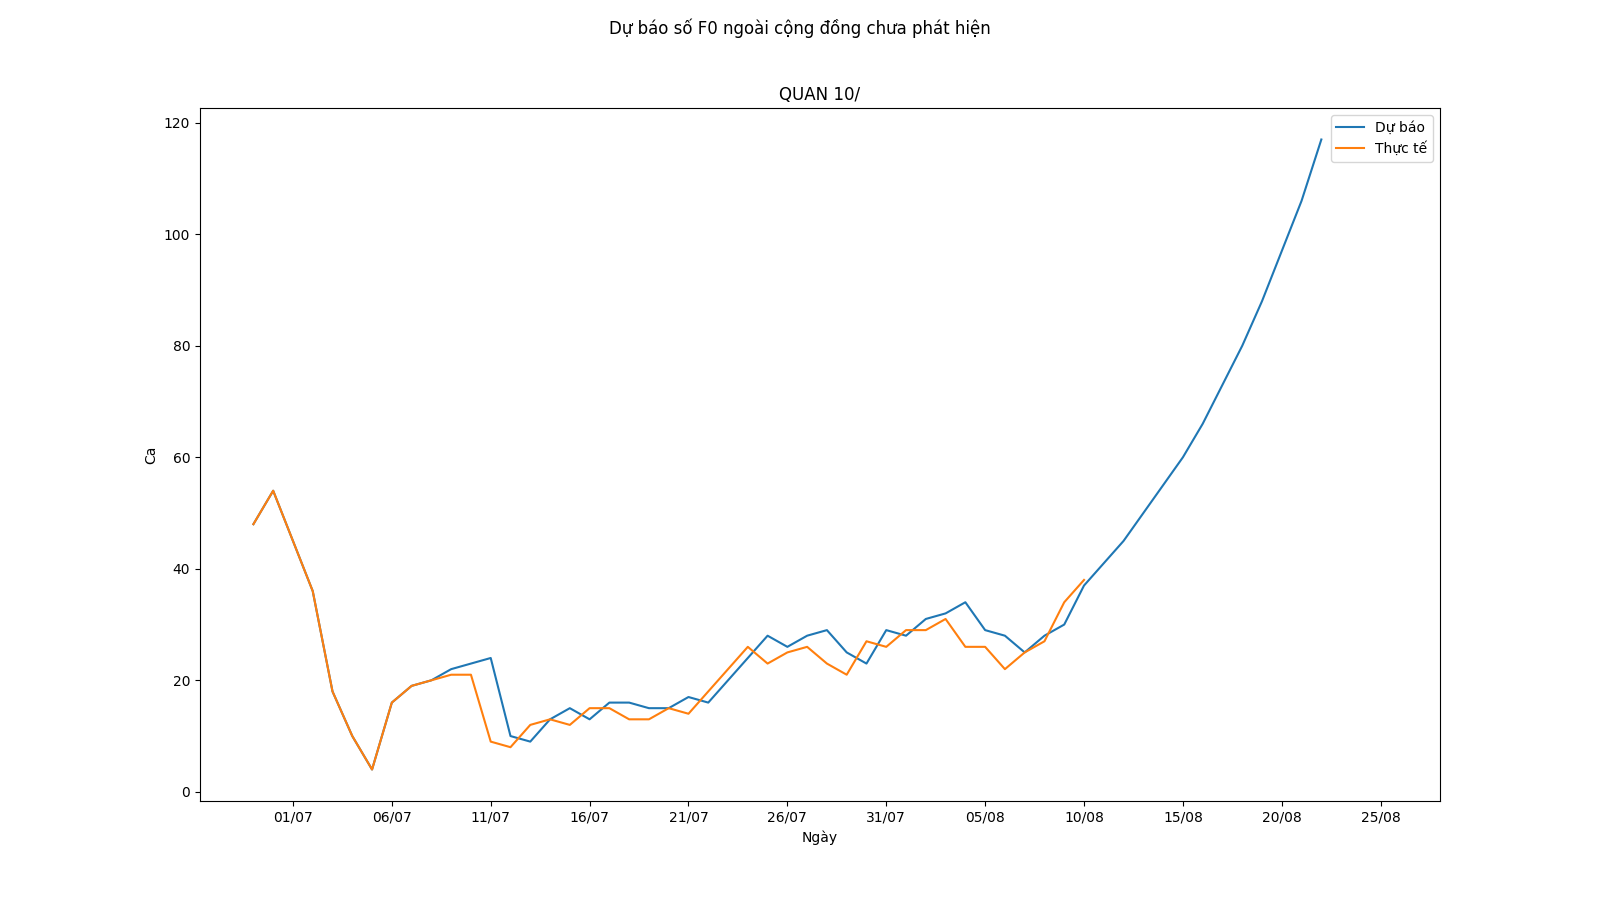 Dự báo số F0 ngoài cộng đồng chưa phát hiện
QUAN 10/
Dự báo
Thực tế
120
100
80
60
40
20
0
Ca
01/07 06/07 11/07 16/07 21/07 26/07 31/07 05/08 10/08 15/08 20/08 25/08
Ngày